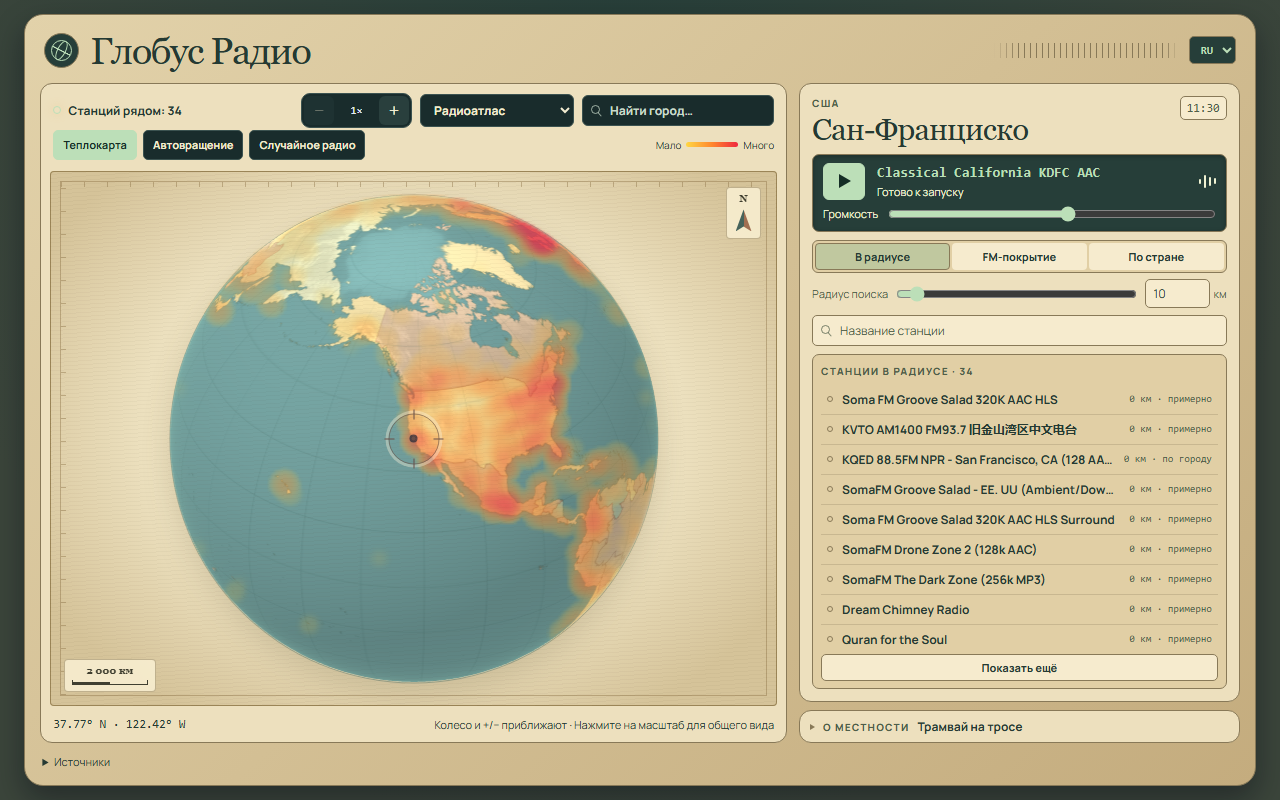 Глобус Радио
RU
Станций рядом: 34
− 1× +
Радиоатлас
Найти город...
Теплокарта
Автовращение
Случайное радио
Мало
Много
N
2 000 км
37.77° N · 122.42° W
Колесо и +/− приближают · Нажмите на масштаб для общего вида
США
11:30
Сан-Франциско
Classical California KDFC AAC
Готово к запуску
Громкость
В радиусе
FM-покрытие
По стране
Радиус поиска
10
км
Название станции
СТАНЦИИ В РАДИУСЕ · 34
Soma FM Groove Salad 320K AAC HLS 0 км · примерно
KVTO AM1400 FM93.7 旧金山湾区中文电台 0 км · примерно
KQED 88.5FM NPR - San Francisco, CA (128 AA... 0 км · по городу
SomaFM Groove Salad - EE. UU (Ambient/Dow... 0 км · примерно
Soma FM Groove Salad 320K AAC HLS Surround 0 км · примерно
SomaFM Drone Zone 2 (128k AAC) 0 км · примерно
SomaFM The Dark Zone (256k MP3) 0 км · примерно
Dream Chimney Radio 0 км · примерно
Quran for the Soul 0 км · примерно
Показать ещё
О МЕСТНОСТИ Трамвай на тросе
Источники